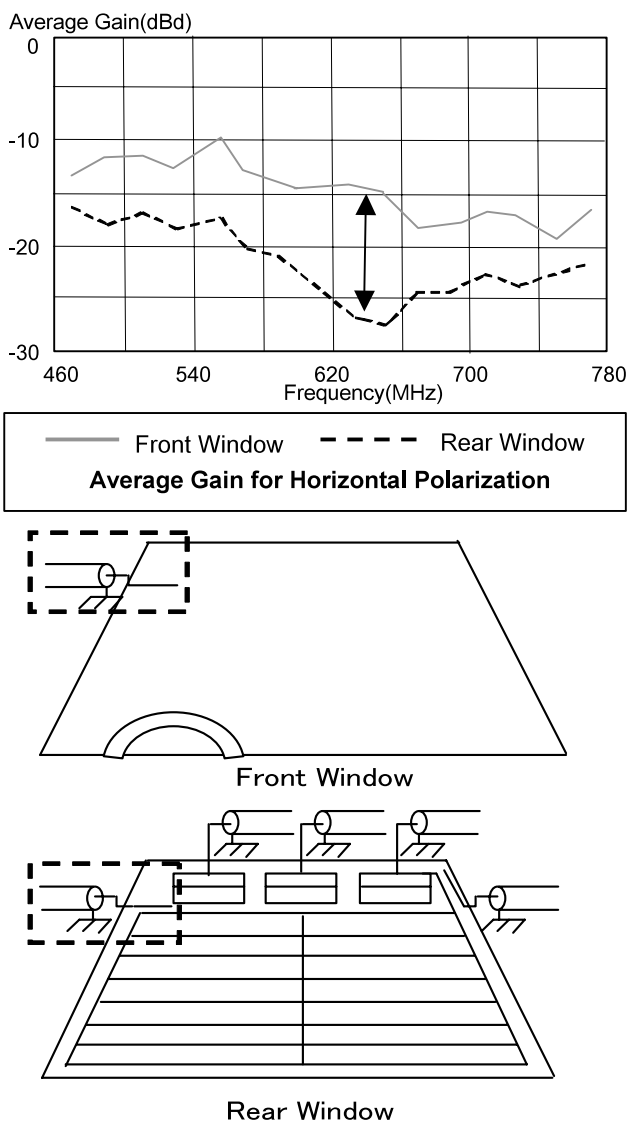 Average Gain(dBd)
0
-10
-20
-30
460 540 620 700 780
Frequency(MHz)
Front Window Rear Window
Average Gain for Horizontal Polarization
Front Window
Rear Window